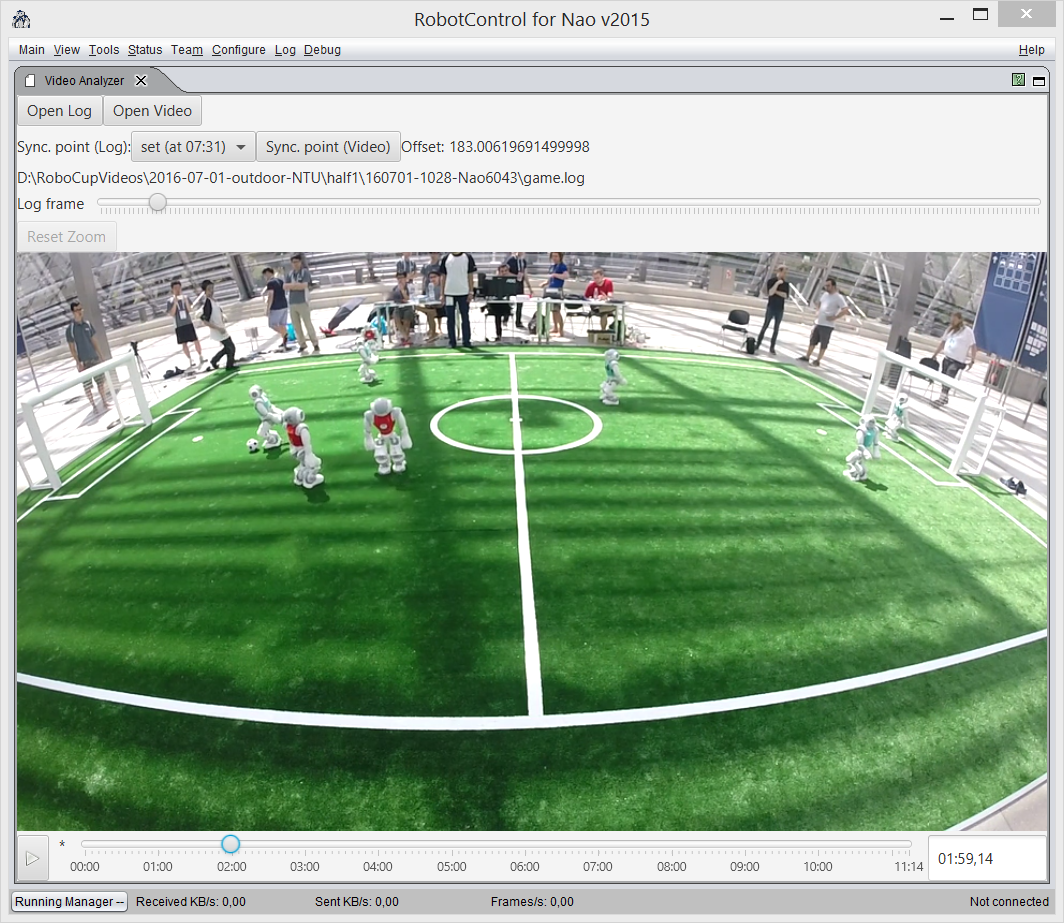 RobotControl for Nao v2015
Main View Tools Status Team Configure Log Debug Help
Video Analyzer
Open Log Open Video
Sync. point (Log): set (at 07:31) Sync. point (Video) Offset: 183.00619691499998
D:\RoboCupVideos\2016-07-01-outdoor-NTU\half1\160701-1028-Nao6043\game.log
Log frame
Reset Zoom
*
00:00 01:00 02:00 03:00 04:00 05:00 06:00 07:00 08:00 09:00 10:00 11:14
01:59,14
Running Manager -- Received KB/s: 0,00 Sent KB/s: 0,00 Frames/s: 0,00 Not connected